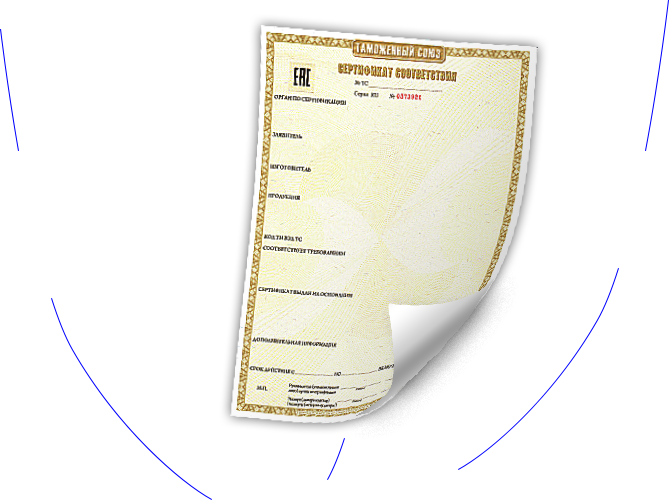 ТАМОЖЕННЫЙ СОЮЗ
EAC
СЕРТИФИКАТ СООТВЕТСТВИЯ
№ ТС
Серия RU № 0373926
ОРГАН ПО СЕРТИФИКАЦИИ
ЗАЯВИТЕЛЬ
ИЗГОТОВИТЕЛЬ
ПРОДУКЦИЯ
КОД ТН ВЭД ТС
СООТВЕТСТВУЕТ ТРЕБОВАНИЯМ
СЕРТИФИКАТ ВЫДАН НА ОСНОВАНИИ
ДОПОЛНИТЕЛЬНАЯ ИНФОРМАЦИЯ
СРОК ДЕЙСТВИЯ С ПО
М.П.